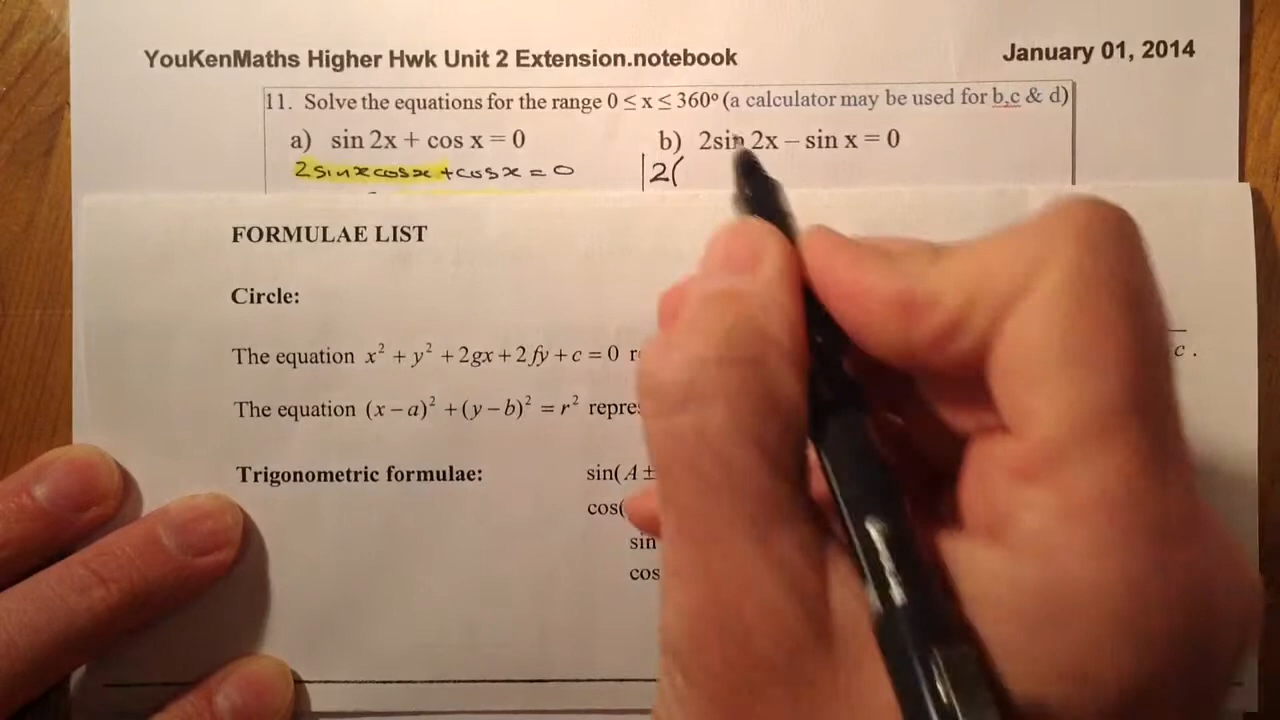 YouKenMaths Higher Hwk Unit 2 Extension.notebook January 01, 2014
11. Solve the equations for the range 0 ≤ x ≤ 360° (a calculator may be used for b,c & d)
a) sin 2x + cos x = 0 b) 2sin 2x – sin x = 0
2sinxcosx + cosx = 0 |2(
FORMULAE LIST
Circle:
The equation x² + y² + 2gx + 2fy + c = 0 r c .
The equation (x – a)² + (y – b)² = r² repre
Trigonometric formulae: sin(A ±
cos(
sin
cos